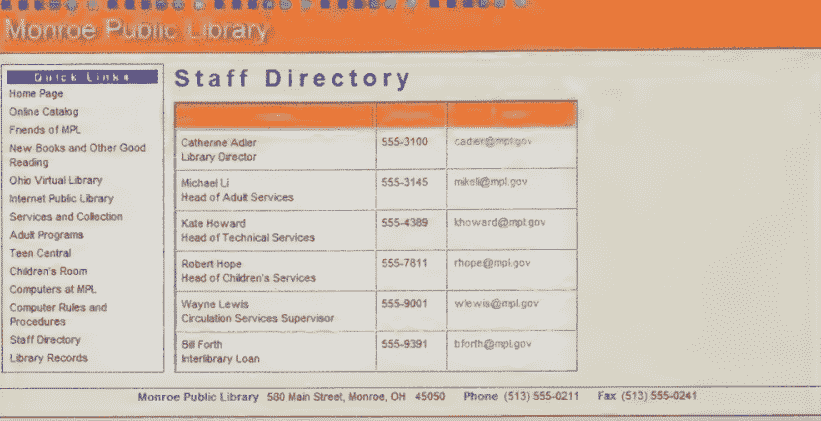 Monroe Public Library
Quick Links
Home Page
Online Catalog
Friends of MPL
New Books and Other Good
Reading
Ohio Virtual Library
Internet Public Library
Services and Collection
Adult Programs
Teen Central
Children's Room
Computers at MPL
Computer Rules and
Procedures
Staff Directory
Library Records
Staff Directory
Catherine Adler
Library Director
555-3100
cadler@mpl.gov
Michael Li
Head of Adult Services
555-3145
mikeli@mpl.gov
Kate Howard
Head of Technical Services
555-4389
khoward@mpl.gov
Robert Hope
Head of Children's Services
555-7811
rhope@mpl.gov
Wayne Lewis
Circulation Services Supervisor
555-9001
wlewis@mpl.gov
Bill Forth
Interlibrary Loan
555-9391
bforth@mpl.gov
Monroe Public Library 580 Main Street, Monroe, OH 45050 Phone (513) 555-0211 Fax (513) 555-0241